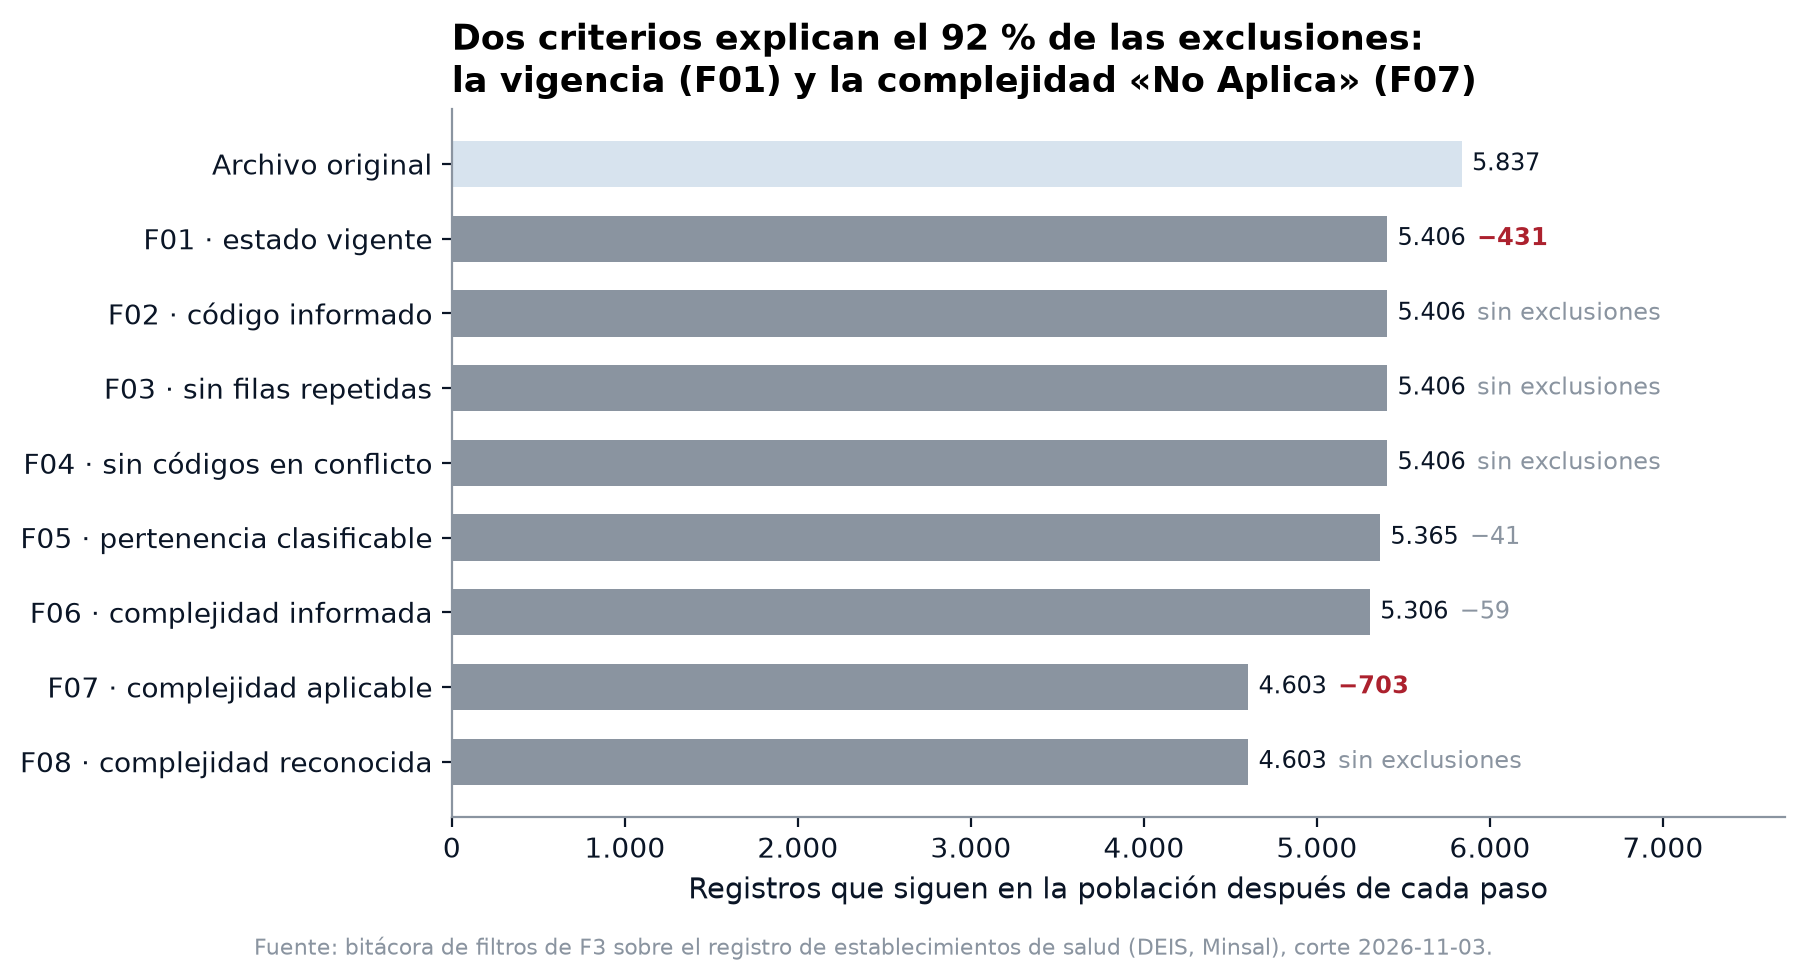 Dos criterios explican el 92 % de las exclusiones:
la vigencia (F01) y la complejidad «No Aplica» (F07)
Archivo original 5.837
F01 · estado vigente 5.406 −431
F02 · código informado 5.406 sin exclusiones
F03 · sin filas repetidas 5.406 sin exclusiones
F04 · sin códigos en conflicto 5.406 sin exclusiones
F05 · pertenencia clasificable 5.365 −41
F06 · complejidad informada 5.306 −59
F07 · complejidad aplicable 4.603 −703
F08 · complejidad reconocida 4.603 sin exclusiones
0 1.000 2.000 3.000 4.000 5.000 6.000 7.000
Registros que siguen en la población después de cada paso
Fuente: bitácora de filtros de F3 sobre el registro de establecimientos de salud (DEIS, Minsal), corte 2026-11-03.